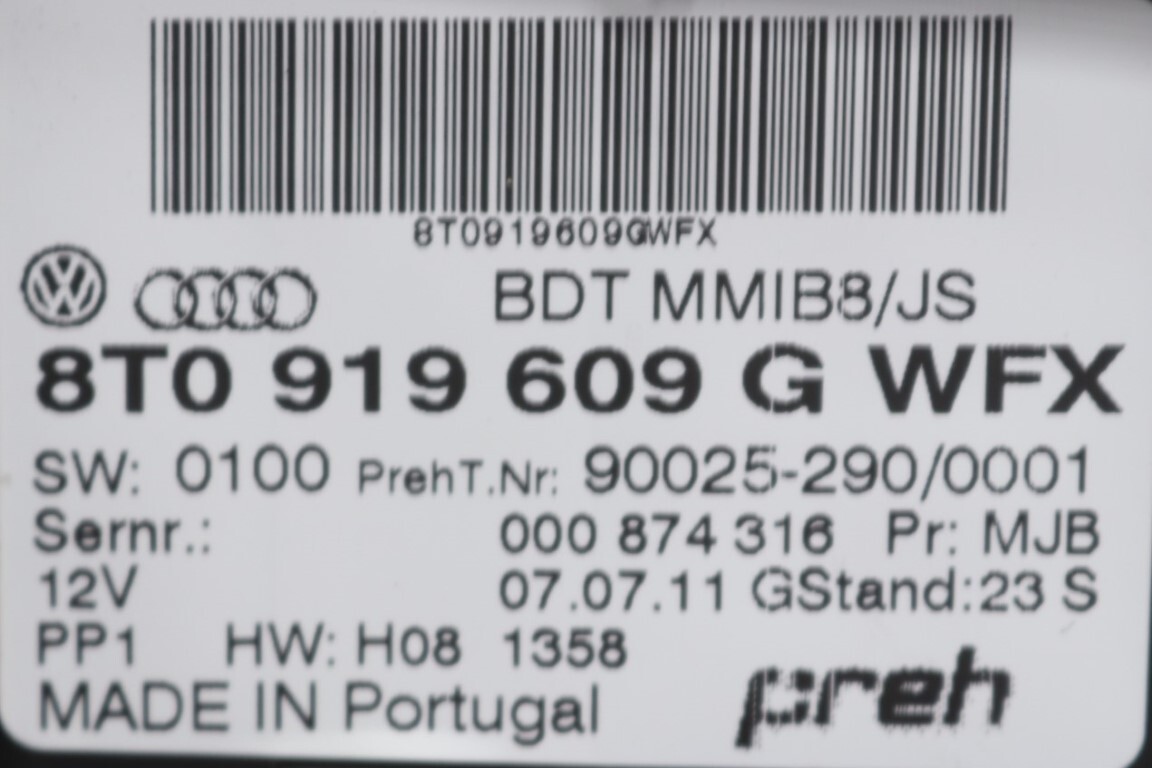 8T0919609GWFX
BDT MMIB8/JS
8T0 919 609 G WFX
SW: 0100 PrehT.Nr: 90025-290/0001
Sernr.: 000 874 316 Pr: MJB
12V 07.07.11 GStand:23 S
PP1 HW: H08 1358
MADE IN Portugal preh